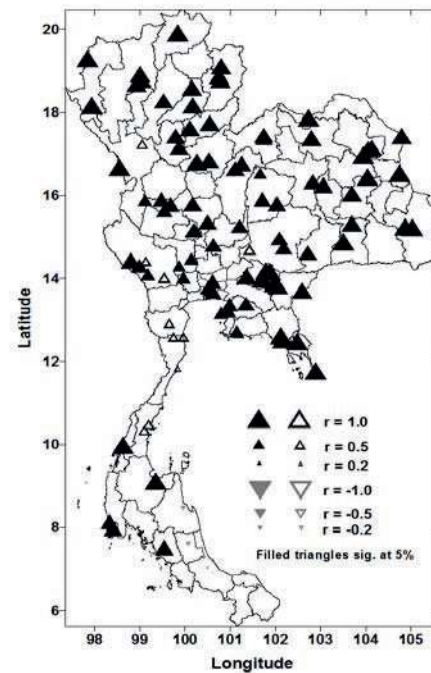 20
18
16
14
12
10
8
6
Latitude
r = 1.0
r = 0.5
r = 0.2
r = -1.0
r = -0.5
r = -0.2
Filled triangles sig. at 5%
98 99 100 101 102 103 104 105
Longitude